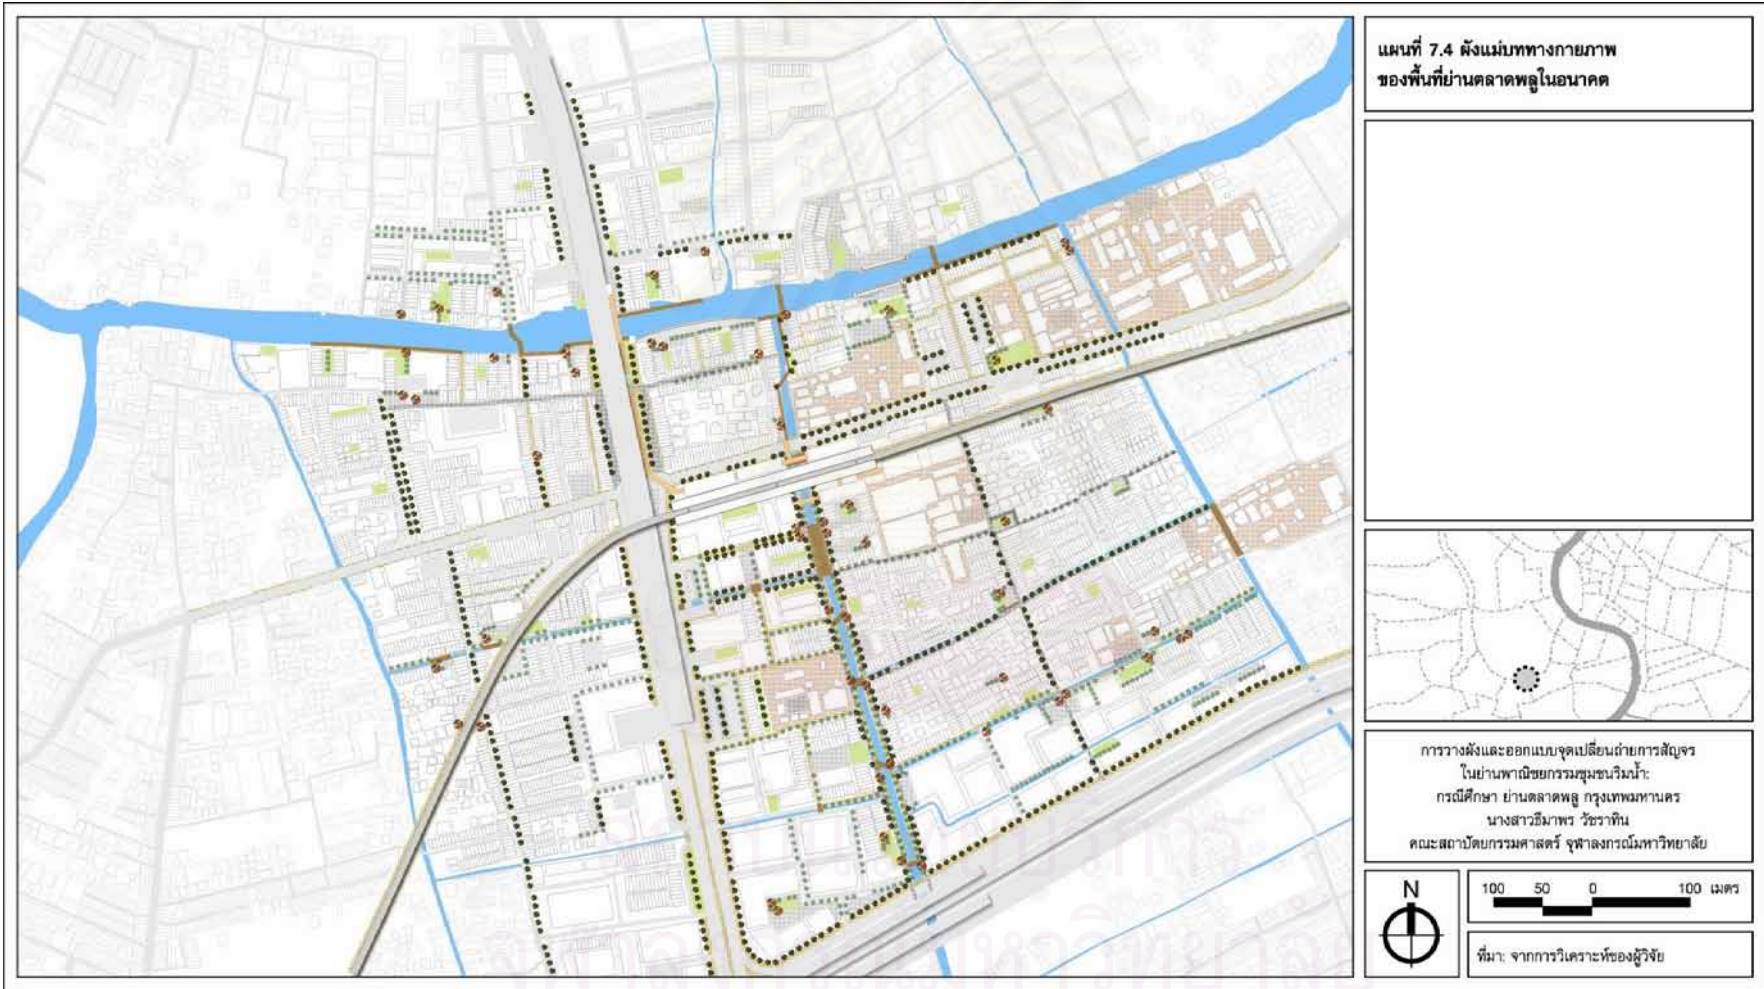 แผนที่ 7.4 ผังแม่บททางกายภาพ
ของพื้นที่ย่านตลาดพลูในอนาคต
การวางผังและออกแบบจุดเปลี่ยนถ่ายการสัญจร
ในย่านพาณิชยกรรมชุมชนริมน้ำ:
กรณีศึกษา ย่านตลาดพลู กรุงเทพมหานคร
นางสาวธีมาพร วัชราทิน
คณะสถาปัตยกรรมศาสตร์ จุฬาลงกรณ์มหาวิทยาลัย
N
100 50 0 100 เมตร
ที่มา: จากการวิเคราะห์ของผู้วิจัย